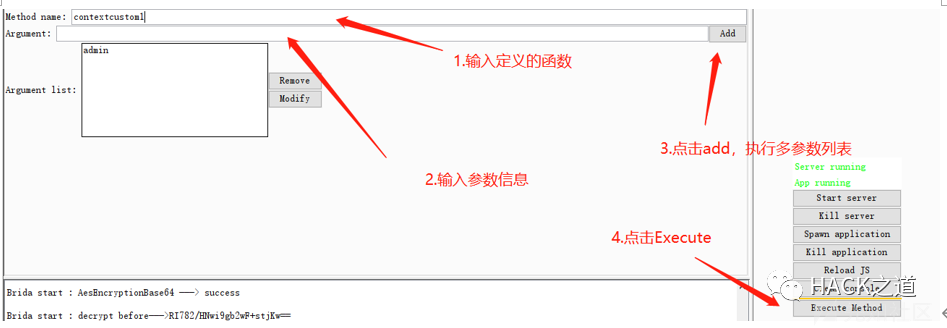 Method name: contextcustom1
Argument:
Add
admin
1.输入定义的函数
Argument list:
Remove
Modify
2.输入参数信息
3.点击add，执行多参数列表
Server running
App running
Start server
Kill server
Spawn application
Kill application
4.点击Execute
Reload JS
HACK之道
Execute Method
Brida start : AesEncryptionBase64 ---> success
Brida start : decrypt before--->RI782/HNwi9gb2wF+stjKw==